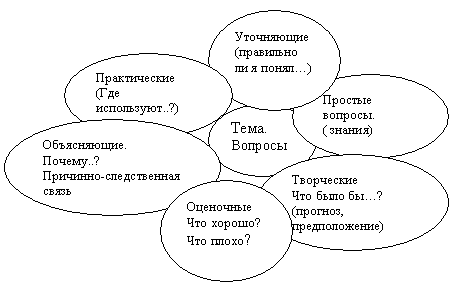 Уточняющие
(правильно
ли я понял…)
Практические
(Где
используют..?)
Простые
вопросы.
( знания)
Тема.
Вопросы
Объясняющие.
Почему..?
Причинно-следственная
связь
Творческие
Что было бы…?
(прогноз,
предположение)
Оценочные
Что хорошо?
Что плохо?